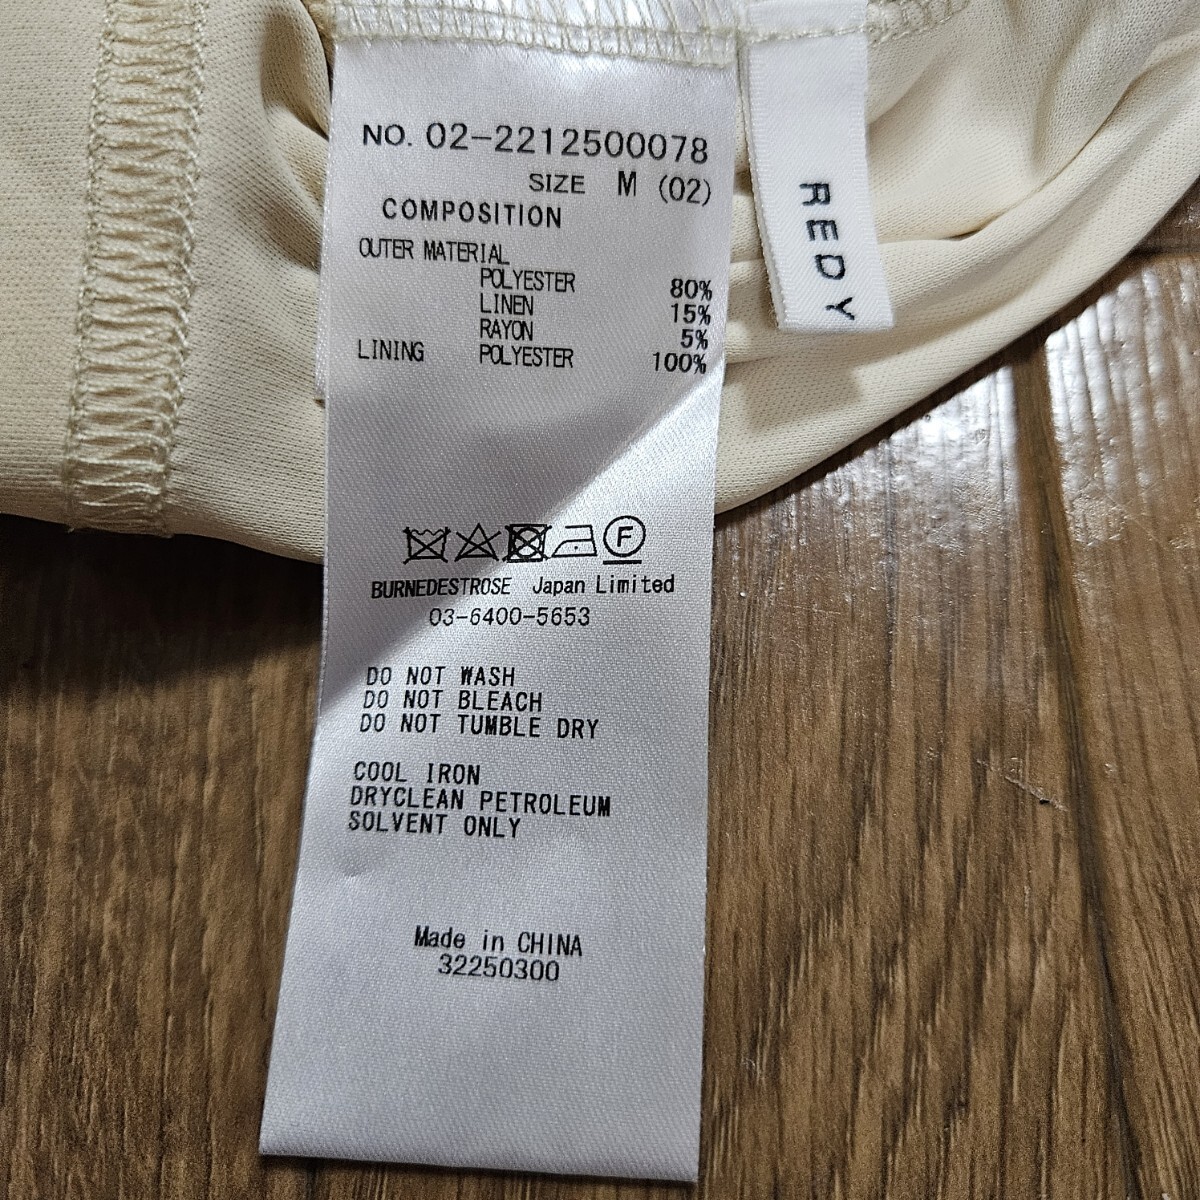 NO. 02-2212500078
SIZE M (02)
COMPOSITION
OUTER MATERIAL
POLYESTER 80%
LINEN 15%
RAYON 5%
LINING POLYESTER 100%
F
BURNEDESTROSE Japan Limited
03-6400-5653
DO NOT WASH
DO NOT BLEACH
DO NOT TUMBLE DRY
COOL IRON
DRYCLEAN PETROLEUM
SOLVENT ONLY
Made in CHINA
32250300
REDY